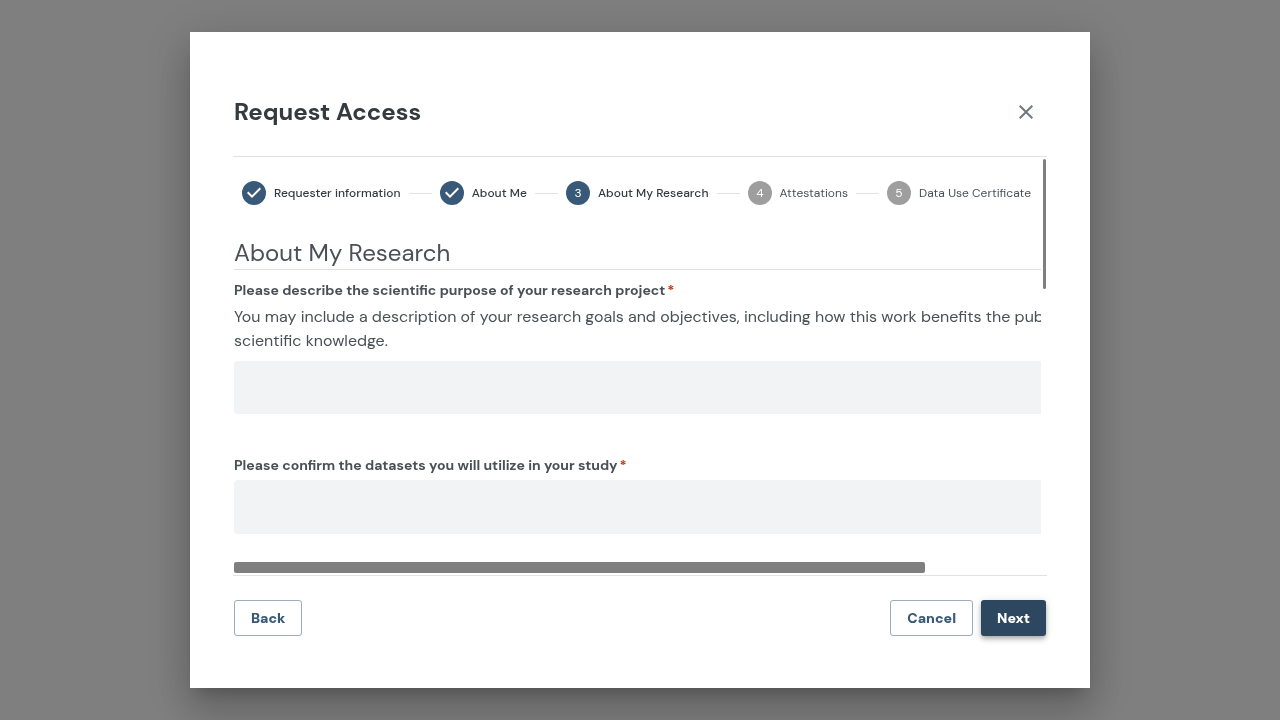 Request Access
Requester information
About Me
3 About My Research
4 Attestations
5 Data Use Certificate
About My Research
Please describe the scientific purpose of your research project*
You may include a description of your research goals and objectives, including how this work benefits the pub
scientific knowledge.
Please confirm the datasets you will utilize in your study*
Back
Cancel
Next